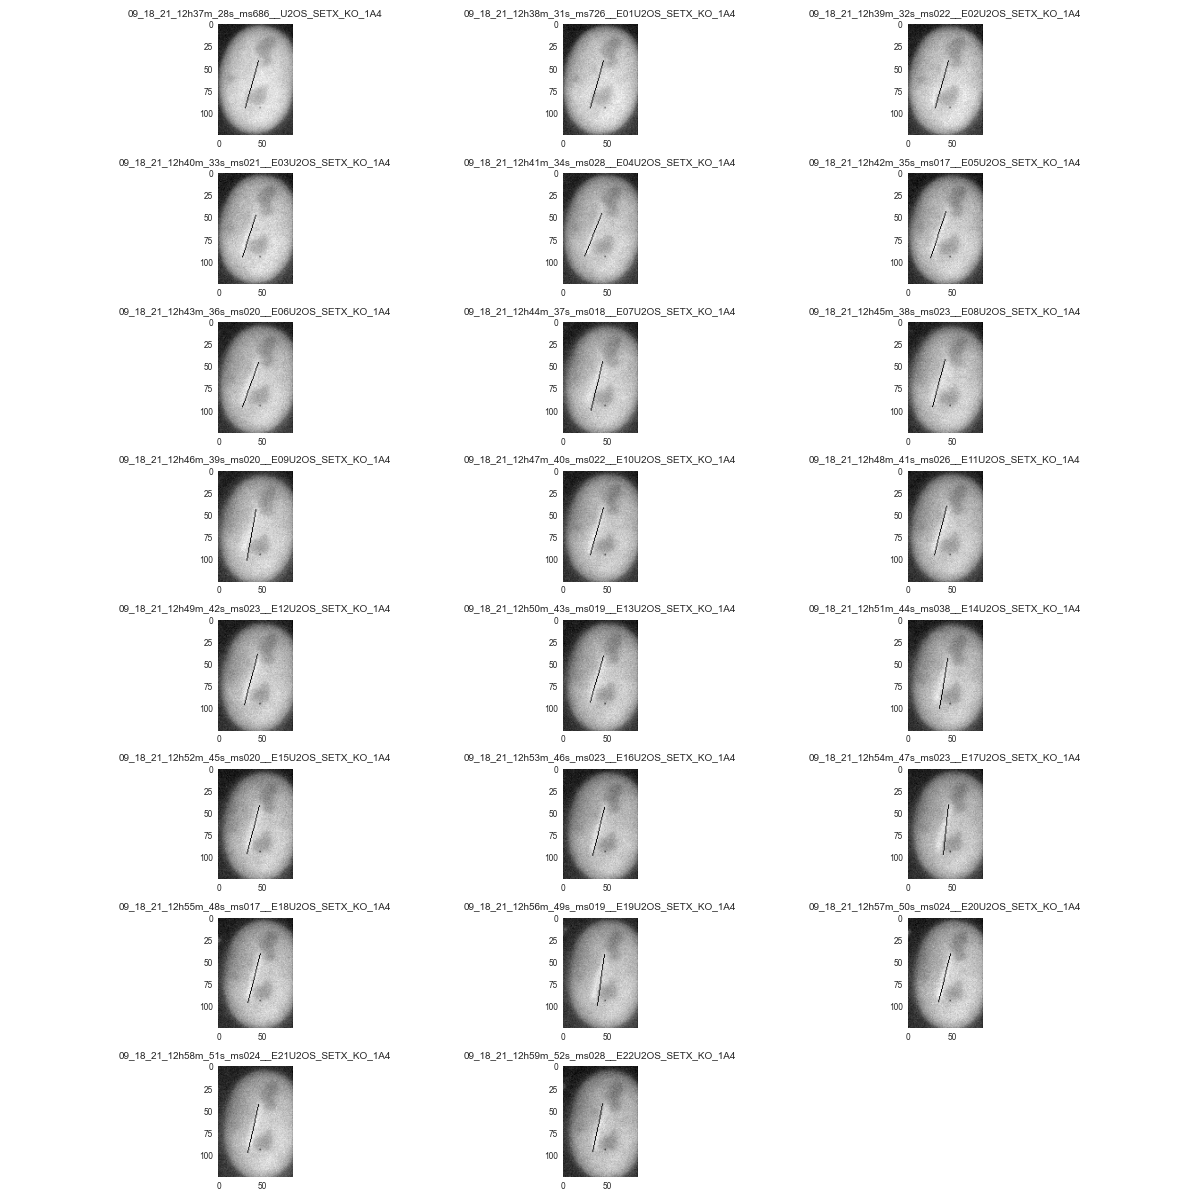 09_18_21_12h37m_28s_ms686__U2OS_SETX_KO_1A4 09_18_21_12h38m_31s_ms726__E01U2OS_SETX_KO_1A4 09_18_21_12h39m_32s_ms022__E02U2OS_SETX_KO_1A4
0 0 0
25 25 25
50 50 50
75 75 75
100 100 100
0 50 0 50 0 50
09_18_21_12h40m_33s_ms021__E03U2OS_SETX_KO_1A4 09_18_21_12h41m_34s_ms028__E04U2OS_SETX_KO_1A4 09_18_21_12h42m_35s_ms017__E05U2OS_SETX_KO_1A4
0 0 0
25 25 25
50 50 50
75 75 75
100 100 100
0 50 0 50 0 50
09_18_21_12h43m_36s_ms020__E06U2OS_SETX_KO_1A4 09_18_21_12h44m_37s_ms018__E07U2OS_SETX_KO_1A4 09_18_21_12h45m_38s_ms023__E08U2OS_SETX_KO_1A4
0 0 0
25 25 25
50 50 50
75 75 75
100 100 100
0 50 0 50 0 50
09_18_21_12h46m_39s_ms020__E09U2OS_SETX_KO_1A4 09_18_21_12h47m_40s_ms022__E10U2OS_SETX_KO_1A4 09_18_21_12h48m_41s_ms026__E11U2OS_SETX_KO_1A4
0 0 0
25 25 25
50 50 50
75 75 75
100 100 100
0 50 0 50 0 50
09_18_21_12h49m_42s_ms023__E12U2OS_SETX_KO_1A4 09_18_21_12h50m_43s_ms019__E13U2OS_SETX_KO_1A4 09_18_21_12h51m_44s_ms038__E14U2OS_SETX_KO_1A4
0 0 0
25 25 25
50 50 50
75 75 75
100 100 100
0 50 0 50 0 50
09_18_21_12h52m_45s_ms020__E15U2OS_SETX_KO_1A4 09_18_21_12h53m_46s_ms023__E16U2OS_SETX_KO_1A4 09_18_21_12h54m_47s_ms023__E17U2OS_SETX_KO_1A4
0 0 0
25 25 25
50 50 50
75 75 75
100 100 100
0 50 0 50 0 50
09_18_21_12h55m_48s_ms017__E18U2OS_SETX_KO_1A4 09_18_21_12h56m_49s_ms019__E19U2OS_SETX_KO_1A4 09_18_21_12h57m_50s_ms024__E20U2OS_SETX_KO_1A4
0 0 0
25 25 25
50 50 50
75 75 75
100 100 100
0 50 0 50 0 50
09_18_21_12h58m_51s_ms024__E21U2OS_SETX_KO_1A4 09_18_21_12h59m_52s_ms028__E22U2OS_SETX_KO_1A4
0 0
25 25
50 50
75 75
100 100
0 50 0 50